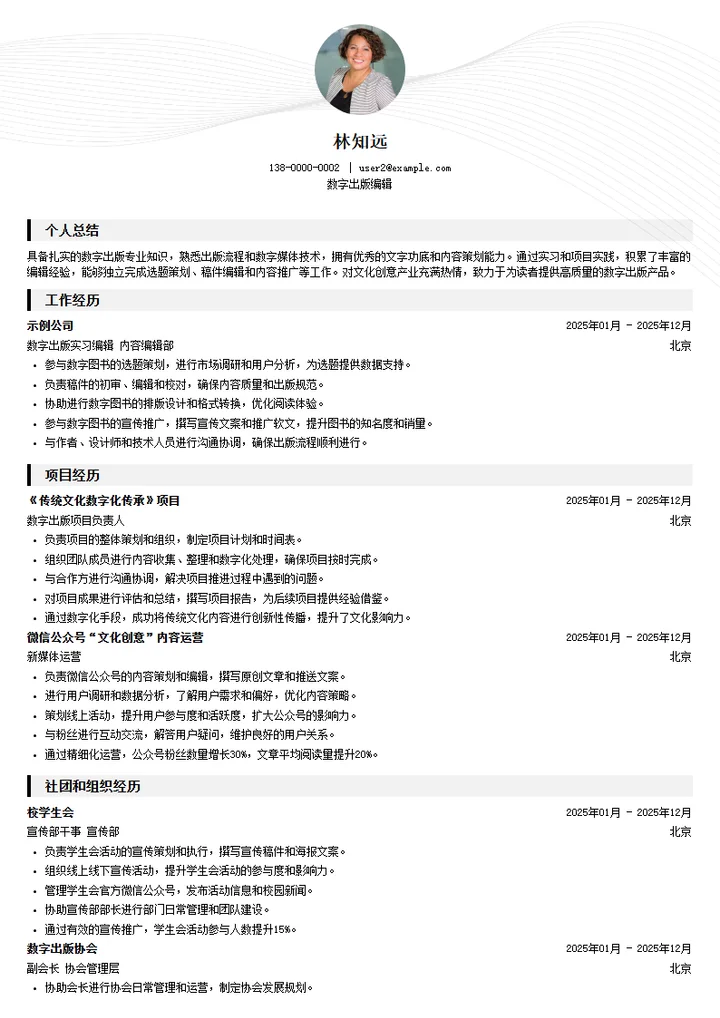 林知远
138-0000-0002 | user2@example.com
数字出版编辑
个人总结
具备扎实的数字出版专业知识，熟悉出版流程和数字媒体技术，拥有优秀的文字功底和内容策划能力。通过实习和项目实践，积累了丰富的
编辑经验，能够独立完成选题策划、稿件编辑和内容推广等工作。对文化创意产业充满热情，致力于为读者提供高质量的数字出版产品。
工作经历
示例公司 2025年01月 - 2025年12月
数字出版实习编辑 内容编辑部 北京
• 参与数字图书的选题策划，进行市场调研和用户分析，为选题提供数据支持。
• 负责稿件的初审、编辑和校对，确保内容质量和出版规范。
• 协助进行数字图书的排版设计和格式转换，优化阅读体验。
• 参与数字图书的宣传推广，撰写宣传文案和推广软文，提升图书的知名度和销量。
• 与作者、设计师和技术人员进行沟通协调，确保出版流程顺利进行。
项目经历
《传统文化数字化传承》项目 2025年01月 - 2025年12月
数字出版项目负责人 北京
• 负责项目的整体策划和组织，制定项目计划和时间表。
• 组织团队成员进行内容收集、整理和数字化处理，确保项目按时完成。
• 与合作方进行沟通协调，解决项目推进过程中遇到的问题。
• 对项目成果进行评估和总结，撰写项目报告，为后续项目提供经验借鉴。
• 通过数字化手段，成功将传统文化内容进行创新性传播，提升了文化影响力。
微信公众号“文化创意”内容运营 2025年01月 - 2025年12月
新媒体运营 北京
• 负责微信公众号的内容策划和编辑，撰写原创文章和推送文案。
• 进行用户调研和数据分析，了解用户需求和偏好，优化内容策略。
• 策划线上活动，提升用户参与度和活跃度，扩大公众号的影响力。
• 与粉丝进行互动交流，解答用户疑问，维护良好的用户关系。
• 通过精细化运营，公众号粉丝数量增长30%，文章平均阅读量提升20%。
社团和组织经历
校学生会 2025年01月 - 2025年12月
宣传部干事 宣传部 北京
• 负责学生会活动的宣传策划和执行，撰写宣传稿件和海报文案。
• 组织线上线下宣传活动，提升学生会活动的参与度和影响力。
• 管理学生会官方微信公众号，发布活动信息和校园新闻。
• 协助宣传部部长进行部门日常管理和团队建设。
• 通过有效的宣传推广，学生会活动参与人数提升15%。
数字出版协会 2025年01月 - 2025年12月
副会长 协会管理层 北京
• 协助会长进行协会日常管理和运营，制定协会发展规划。